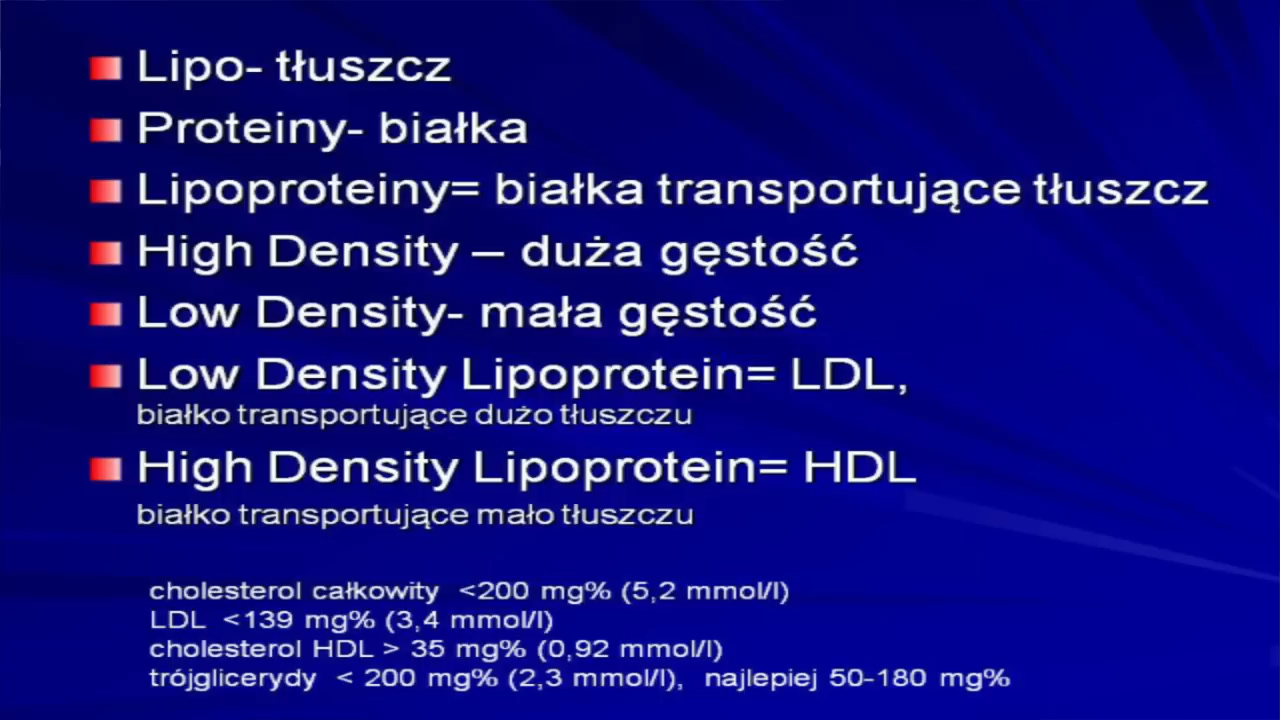 Lipo- tłuszcz
Proteiny- białka
Lipoproteiny= białka transportujące tłuszcz
High Density – duża gęstość
Low Density- mała gęstość
Low Density Lipoprotein= LDL,
białko transportujące dużo tłuszczu
High Density Lipoprotein= HDL
białko transportujące mało tłuszczu
cholesterol całkowity <200 mg% (5,2 mmol/l)
LDL <139 mg% (3,4 mmol/l)
cholesterol HDL > 35 mg% (0,92 mmol/l)
trójglicerydy < 200 mg% (2,3 mmol/l), najlepiej 50-180 mg%